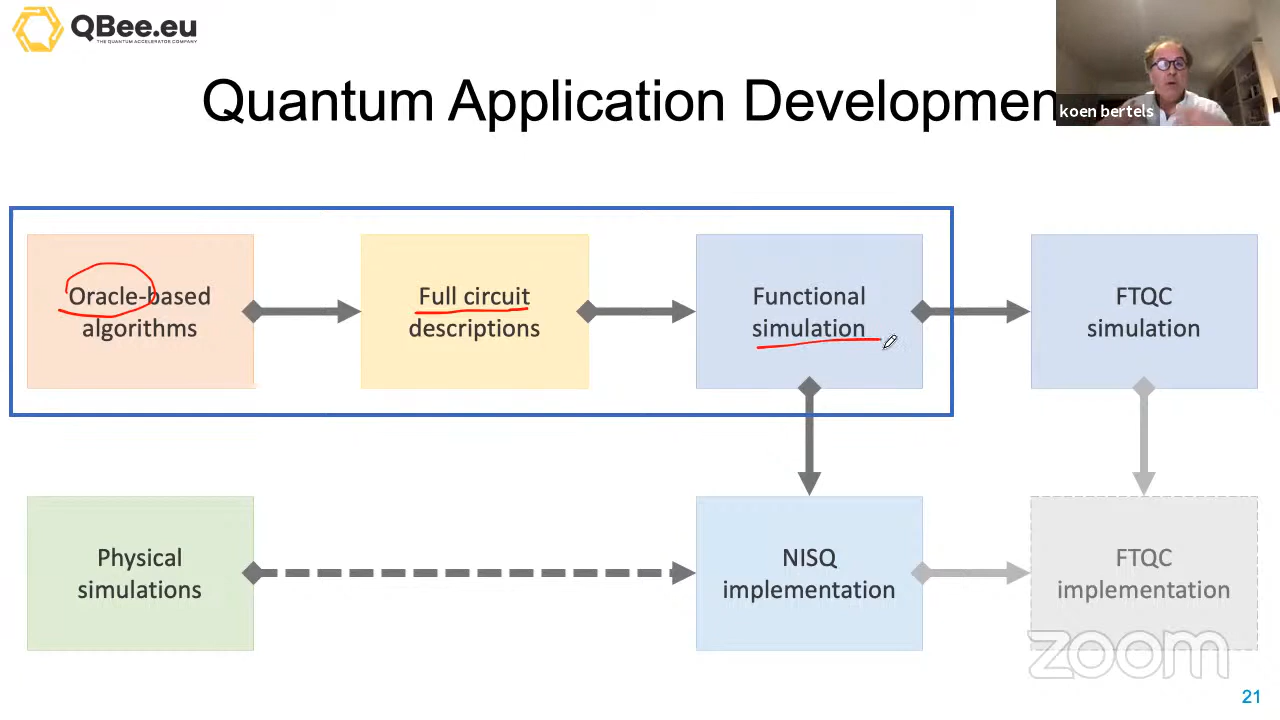 QBee.eu
THE QUANTUM ACCELERATOR COMPANY
Quantum Application Developmen
koen bertels
Oracle-based
algorithms
Full circuit
descriptions
Functional
simulation
FTQC
simulation
Physical
simulations
NISQ
implementation
FTQC
implementation
zoom
21